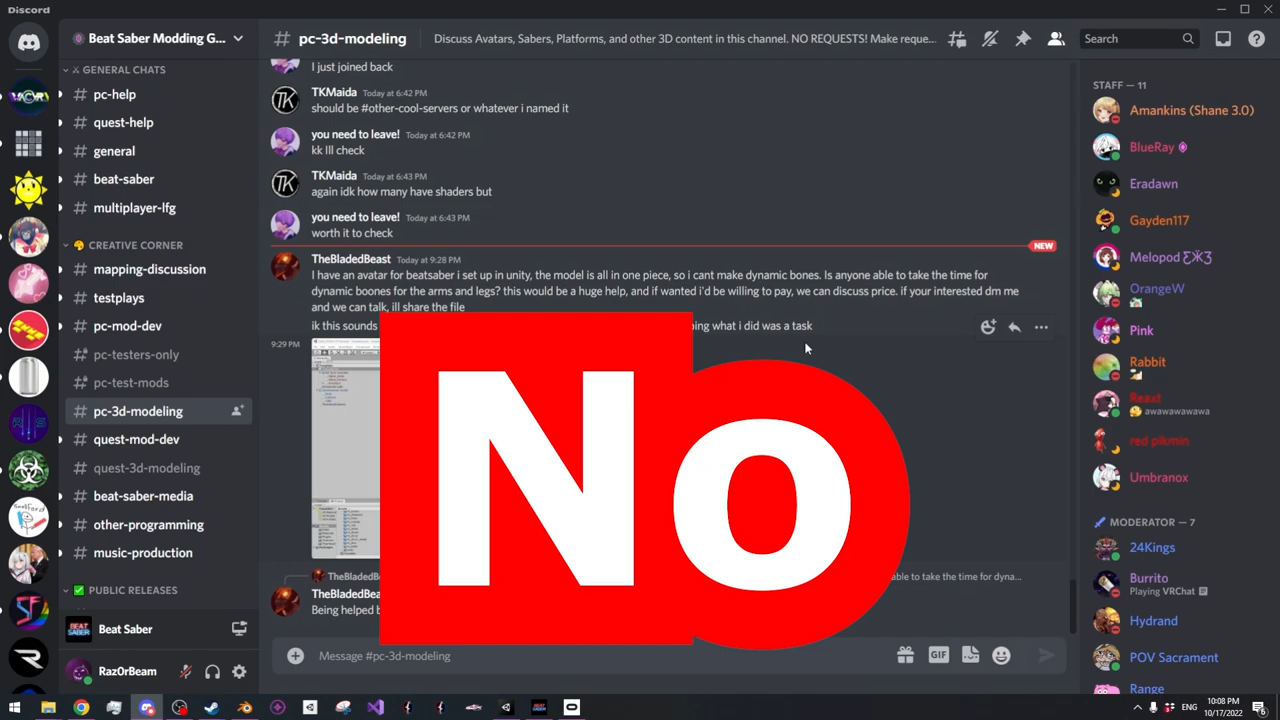 Discord
Beat Saber Modding G...
pc-3d-modeling
Discuss Avatars, Sabers, Platforms, and other 3D content in this channel. NO REQUESTS! Make reque...
Search
GENERAL CHATS
pc-help
quest-help
general
beat-saber
multiplayer-lfg
CREATIVE CORNER
mapping-discussion
testplays
pc-mod-dev
pc-testers-only
pc-test-mods
pc-3d-modeling
quest-mod-dev
quest-3d-modeling
beat-saber-media
other-programming
music-production
PUBLIC RELEASES
Beat Saber
RazOrBeam
I just joined back
TKMaida Today at 6:42 PM
should be #other-cool-servers or whatever i named it
you need to leave! Today at 6:42 PM
kk Ill check
TKMaida Today at 6:43 PM
again idk how many have shaders but
you need to leave! Today at 6:43 PM
worth it to check
NEW
TheBladedBeast Today at 9:28 PM
I have an avatar for beatsaber i set up in unity, the model is all in one piece, so i cant make dynamic bones. Is anyone able to take the time for
dynamic boones for the arms and legs? this would be a huge help, and if wanted i'd be willing to pay, we can discuss price. if your interested dm me
and we can talk, ill share the file
ik this sounds
ing what i did was a task
9:29 PM
No
TheBladedBe
able to take the time for dyna...
TheBladedBeas
Being helped b
Message #pc-3d-modeling
GIF
STAFF — 11
Amankins (Shane 3.0)
BlueRay
Eradawn
Gayden117
Melopod ƸӜƷ
OrangeW
Pink
Rabbit
Reaxt
awawawawawa
red pikmin
Umbranox
MODERATOR — 7
24Kings
Burrito
Playing VRChat
Hydrand
POV Sacrament
Range
ENG
10:08 PM
10/17/2022